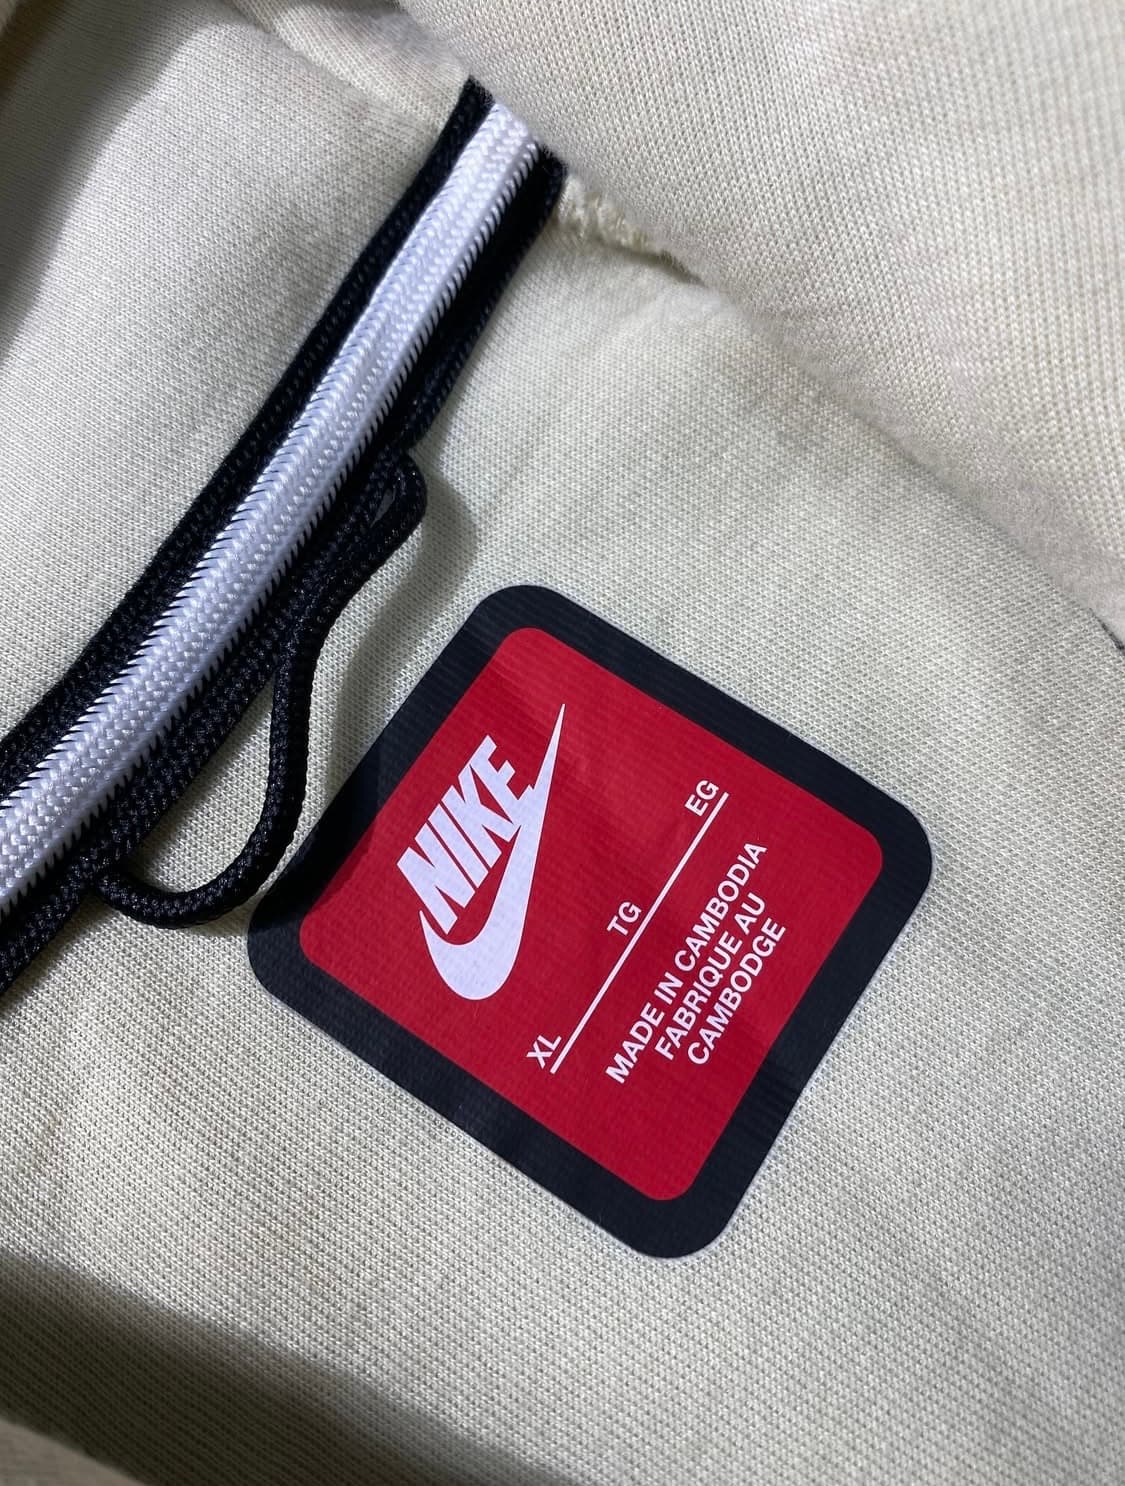 NIKE
XL TG EG
MADE IN CAMBODIA
FABRIQUE AU
CAMBODGE